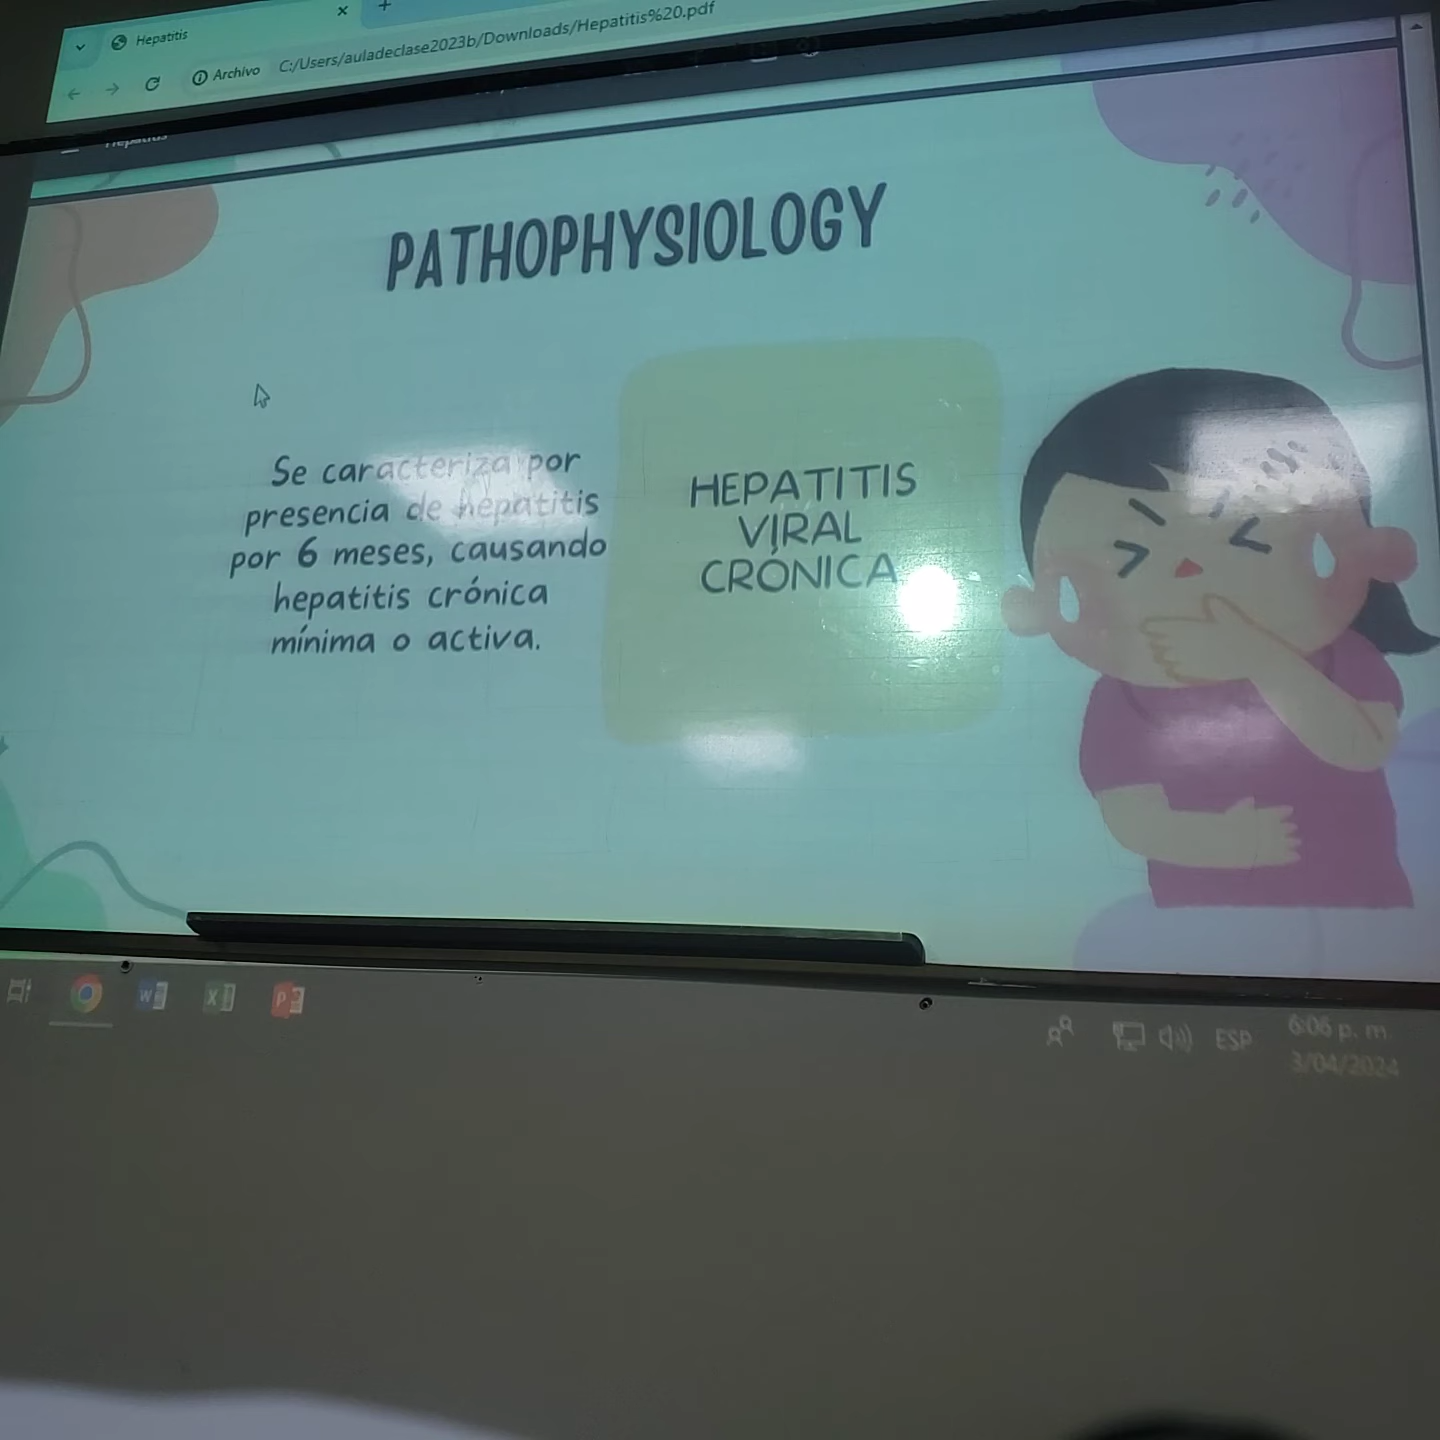 Hepatitis
Archivo C:/Users/auladeclase2023b/Downloads/Hepatitis%20.pdf
PATHOPHYSIOLOGY
Se caracteriza por
presencia de hepatitis
por 6 meses, causando
hepatitis crónica
mínima o activa.
HEPATITIS
VIRAL
CRÓNICA
ESP
6:06 p. m.
3/04/2024